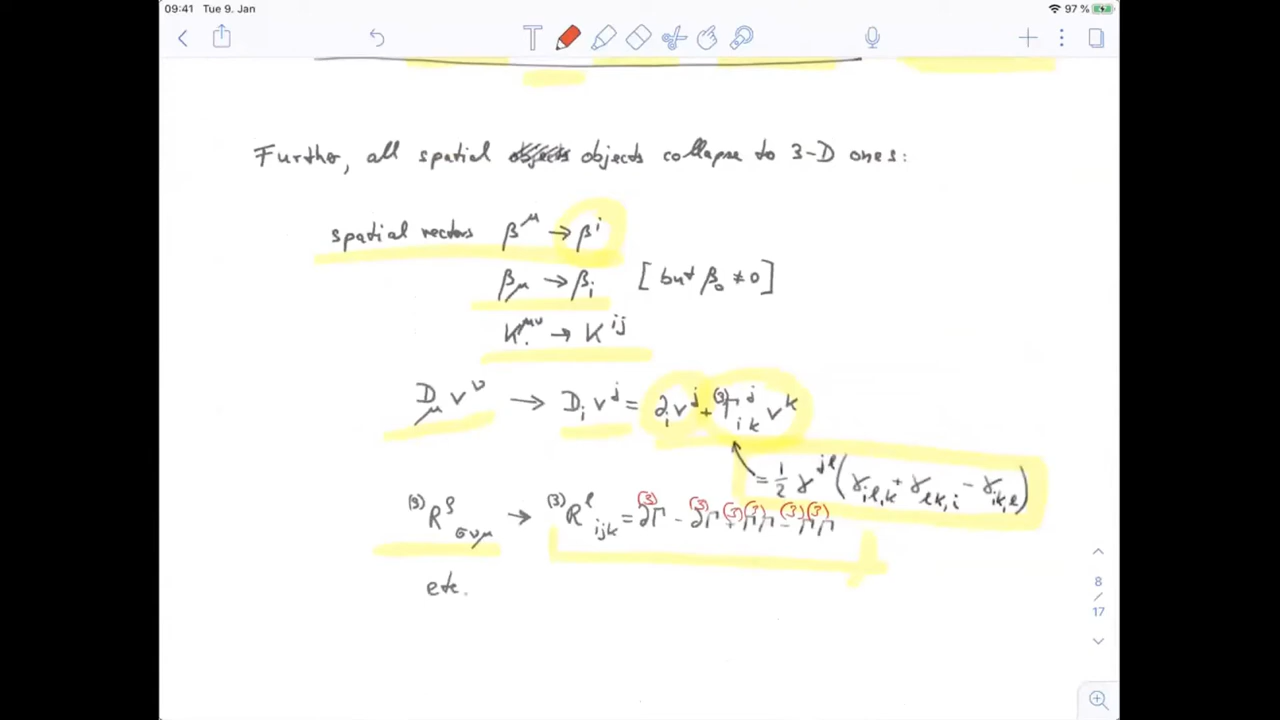 09:41 Tue 9. Jan 97 %
Further, all spatial objects collapse to 3-D ones:
spatial vectors β^μ → β^i
β_μ → β_i [but β_0 ≠ 0]
K^μν → K^ij
D_μ v^ν → D_i v^j = ∂_i v^j + ^(3)Γ^j_ik v^k
= 1/2 γ^jl (γ_il,k + γ_lk,i − γ_ik,l)
^(3)R^ρ_σνμ → ^(3)R^l_ijk = ∂^(3)Γ − ∂^(3)Γ + ^(3)Γ^(3)Γ − ^(3)Γ^(3)Γ
etc.
8
/
17